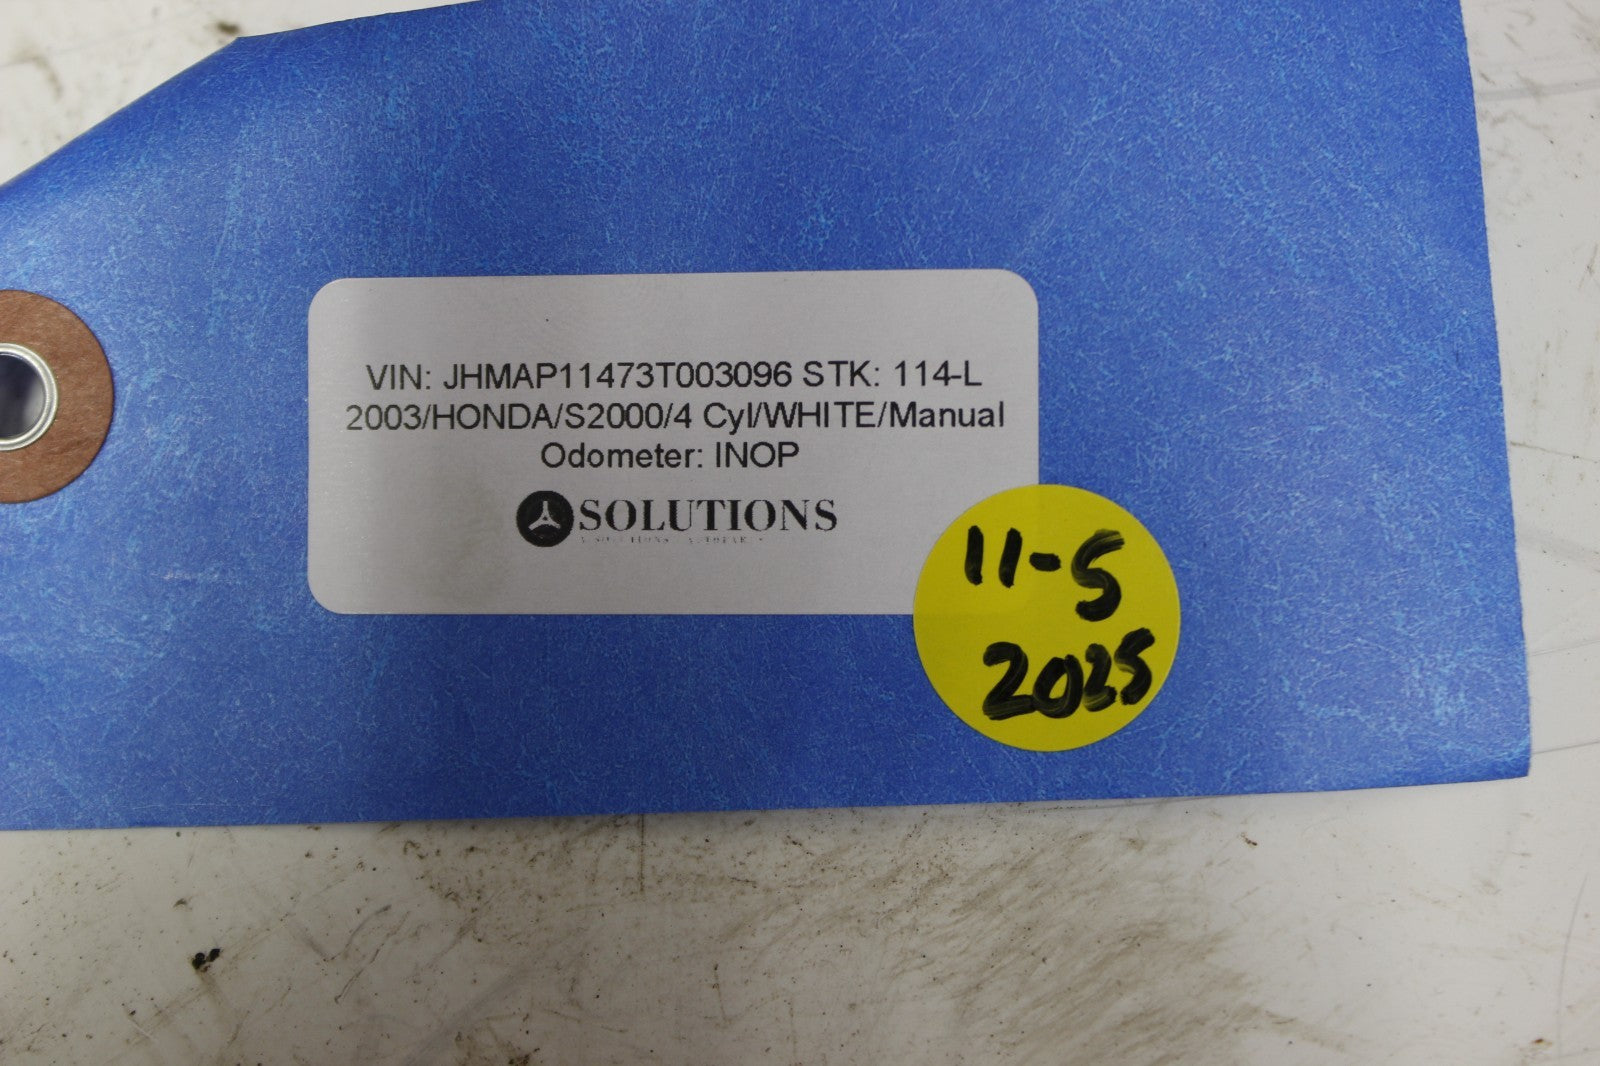 VIN: JHMAP11473T003096 STK: 114-L
2003/HONDA/S2000/4 Cyl/WHITE/Manual
Odometer: INOP
SOLUTIONS
11-5
2025